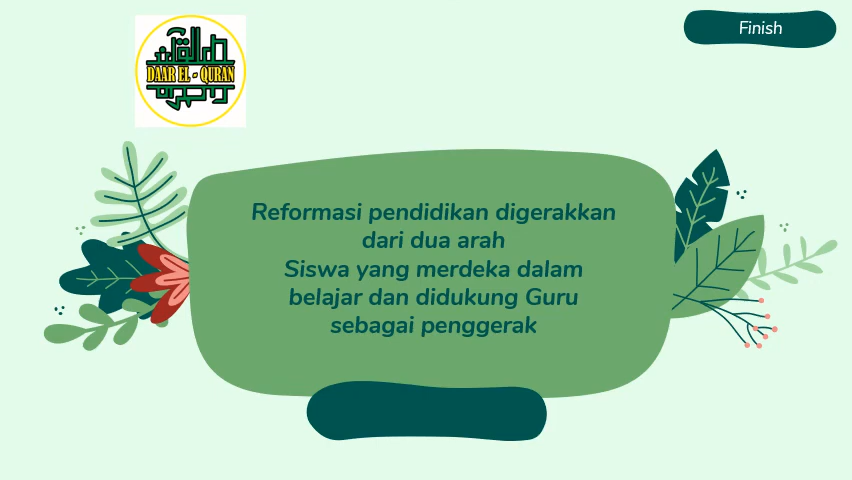 Finish
DAAR EL - QURAN
Reformasi pendidikan digerakkan
dari dua arah
Siswa yang merdeka dalam
belajar dan didukung Guru
sebagai penggerak